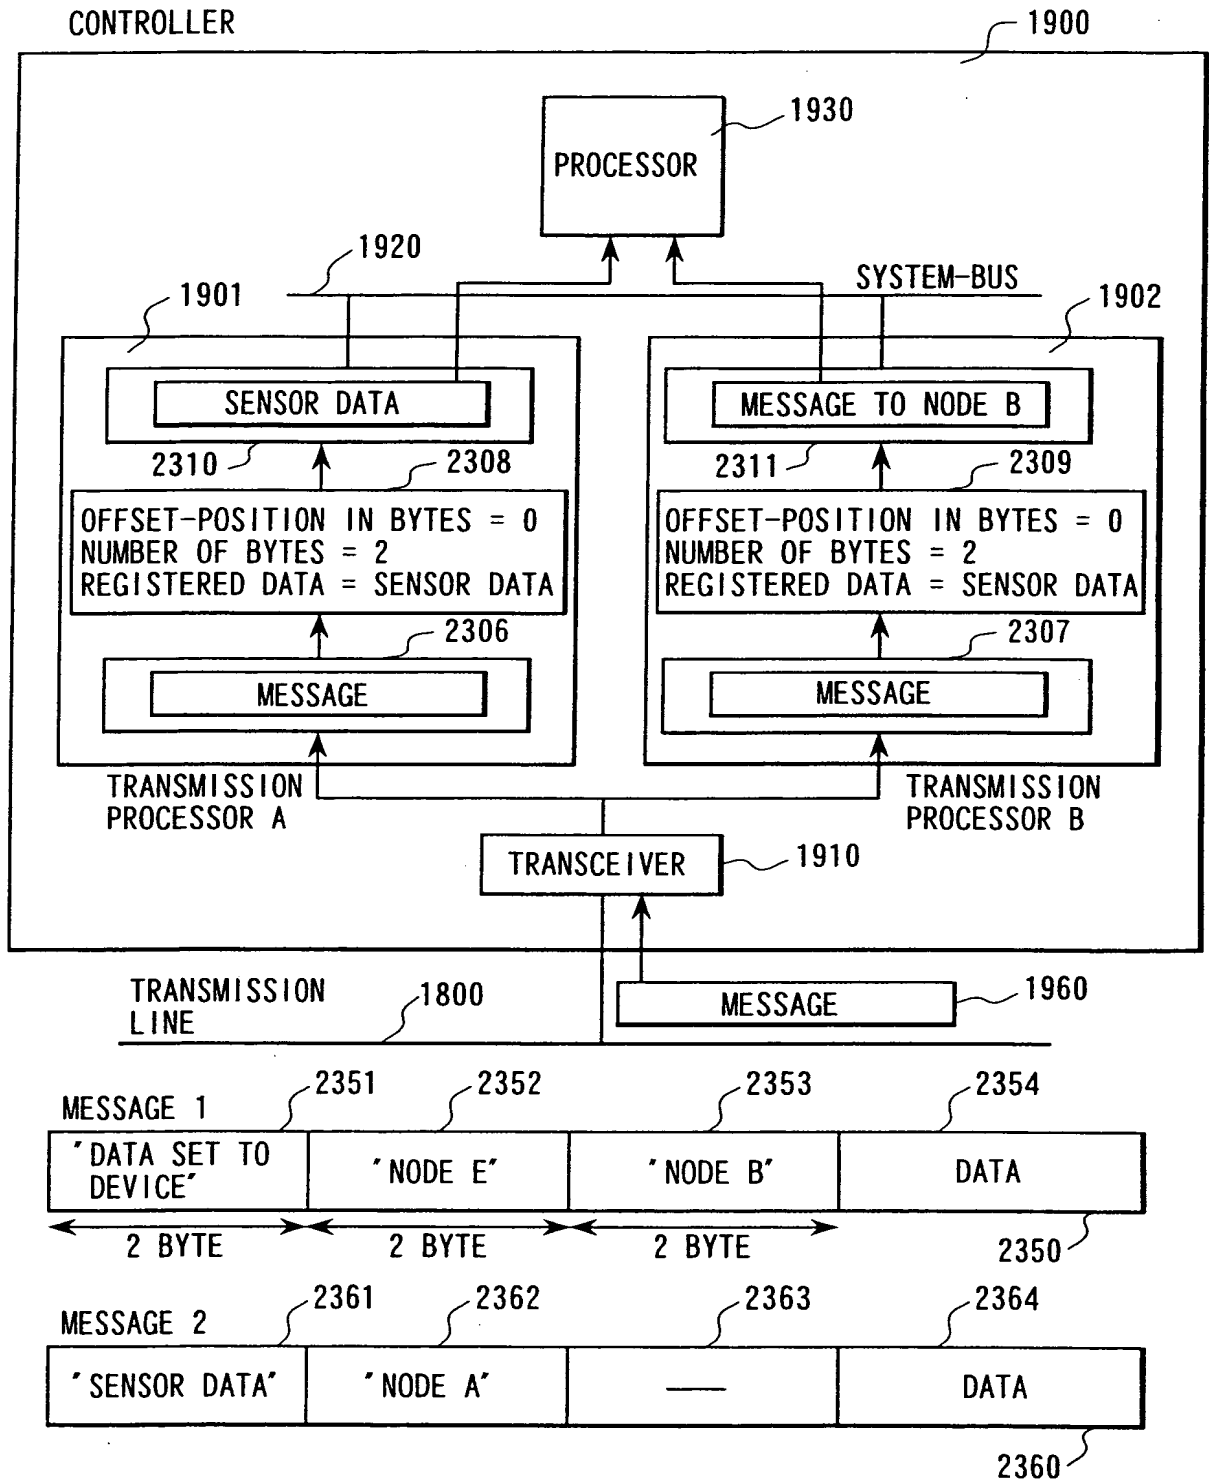 CONTROLLER
1900
1930
PROCESSOR
1920
SYSTEM-BUS
1901
1902
SENSOR DATA
MESSAGE TO NODE B
2310
2308
2311
2309
OFFSET-POSITION IN BYTES = 0
NUMBER OF BYTES = 2
REGISTERED DATA = SENSOR DATA
OFFSET-POSITION IN BYTES = 0
NUMBER OF BYTES = 2
REGISTERED DATA = SENSOR DATA
2306
2307
MESSAGE
MESSAGE
TRANSMISSION
PROCESSOR A
TRANSMISSION
PROCESSOR B
TRANSCEIVER
1910
TRANSMISSION
LINE
1800
MESSAGE
1960
MESSAGE 1
2351
2352
2353
2354
"DATA SET TO
DEVICE"
"NODE E"
"NODE B"
DATA
2 BYTE
2 BYTE
2 BYTE
2350
MESSAGE 2
2361
2362
2363
2364
"SENSOR DATA"
"NODE A"
—
DATA
2360